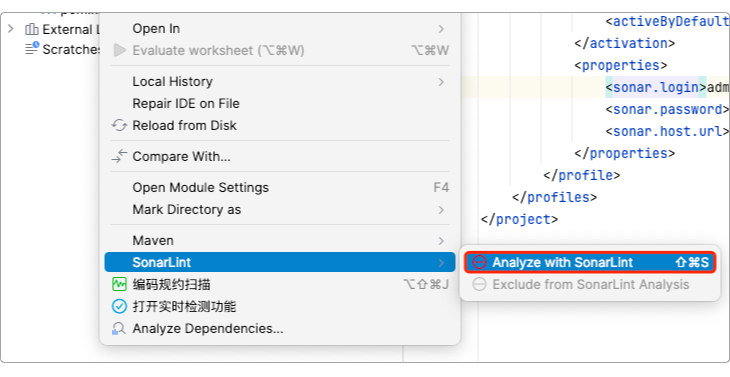 External L
Scratche
Open In
Evaluate worksheet (⌥⌘W) ⌥⌘W
Local History
Repair IDE on File
Reload from Disk
Compare With...
Open Module Settings F4
Mark Directory as
Maven
SonarLint
编码规约扫描 ⌥⇧⌘J
打开实时检测功能
Analyze Dependencies...
<activeByDefault
</activation>
<properties>
<sonar.login>adm
<sonar.password>
<sonar.host.url>
</properties>
</profile>
</profiles>
</project>
Analyze with SonarLint ⇧⌘S
Exclude from SonarLint Analysis